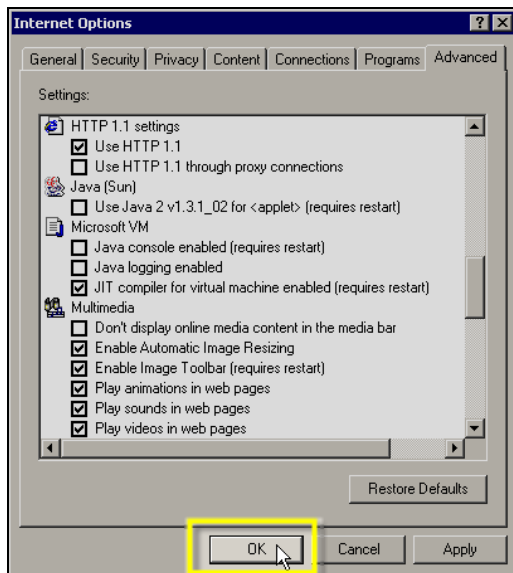 Internet Options
General Security Privacy Content Connections Programs Advanced
Settings:
HTTP 1.1 settings
Use HTTP 1.1
Use HTTP 1.1 through proxy connections
Java (Sun)
Use Java 2 v1.3.1_02 for <applet> (requires restart)
Microsoft VM
Java console enabled (requires restart)
Java logging enabled
JIT compiler for virtual machine enabled (requires restart)
Multimedia
Don't display online media content in the media bar
Enable Automatic Image Resizing
Enable Image Toolbar (requires restart)
Play animations in web pages
Play sounds in web pages
Play videos in web pages
Restore Defaults
OK Cancel Apply